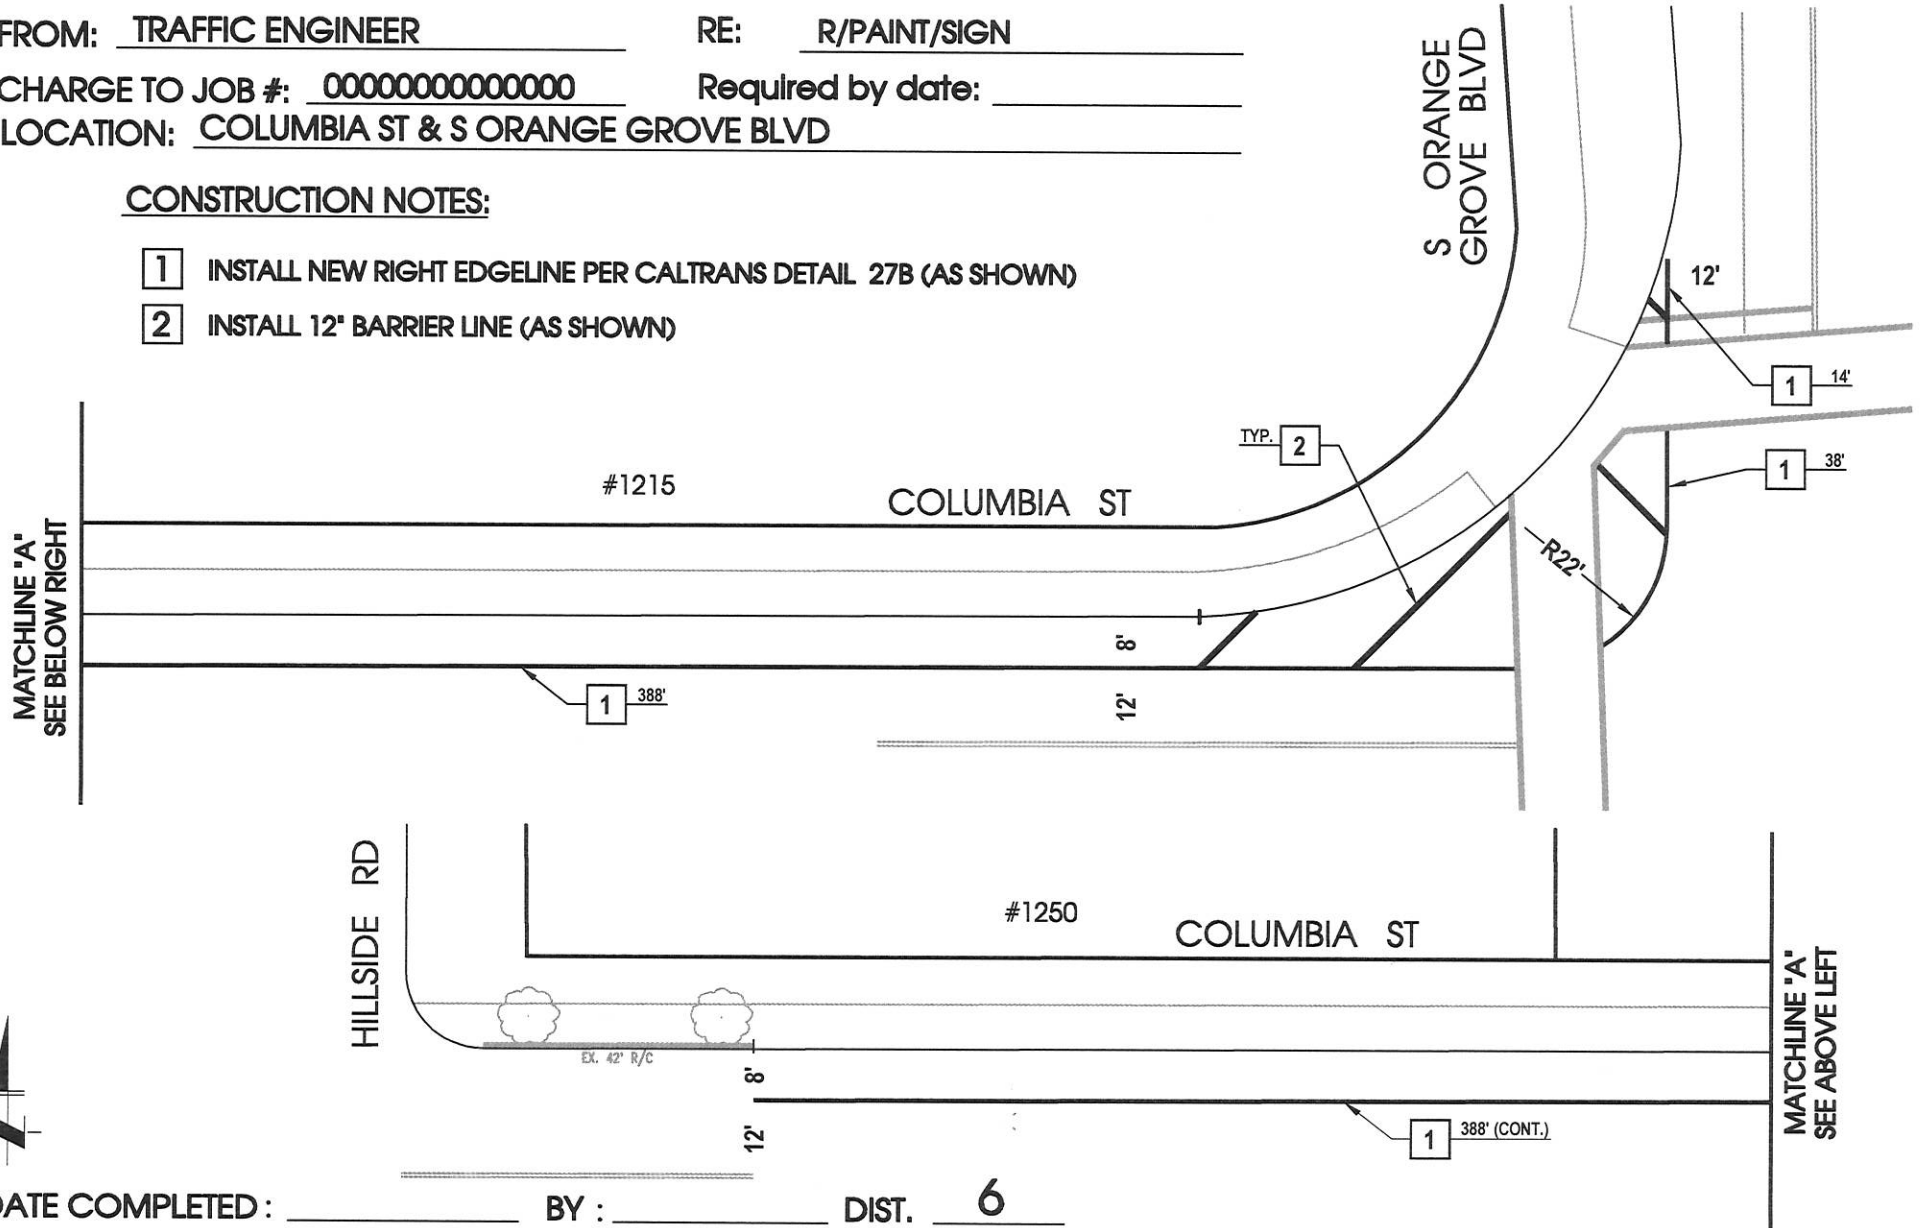 FROM: TRAFFIC ENGINEER RE: R/PAINT/SIGN
CHARGE TO JOB #: 00000000000000 Required by date:
LOCATION: COLUMBIA ST & S ORANGE GROVE BLVD
CONSTRUCTION NOTES:
1 INSTALL NEW RIGHT EDGELINE PER CALTRANS DETAIL 27B (AS SHOWN)
2 INSTALL 12" BARRIER LINE (AS SHOWN)
S ORANGE
GROVE BLVD
12'
1 14'
TYP. 2
1 38'
R22'
#1215
COLUMBIA ST
MATCHLINE "A"
SEE BELOW RIGHT
8'
12'
1 388'
HILLSIDE RD
#1250
COLUMBIA ST
EX. 42' R/C
8'
12'
1 388' (CONT.)
MATCHLINE "A"
SEE ABOVE LEFT
DATE COMPLETED : BY : DIST. 6